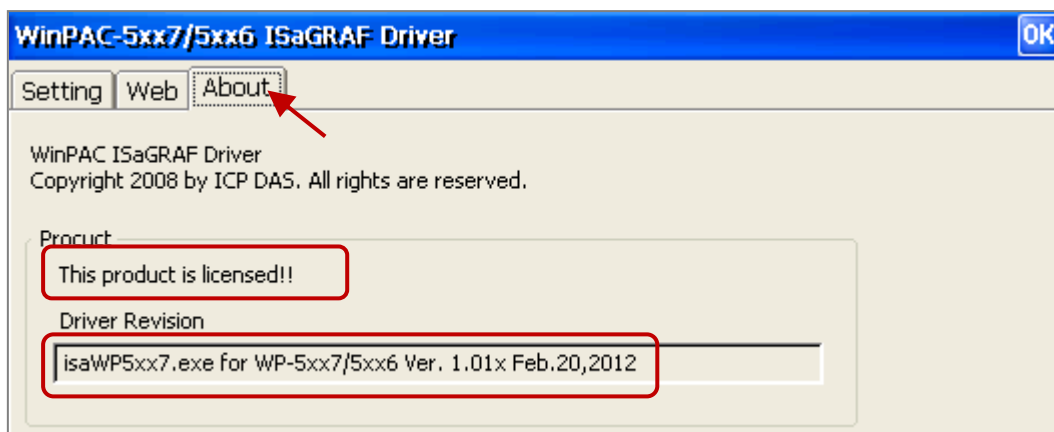 WinPAC-5xx7/5xx6 ISaGRAF Driver OK
Setting Web About
WinPAC ISaGRAF Driver
Copyright 2008 by ICP DAS. All rights are reserved.
Procuct
This product is licensed!!
Driver Revision
isaWP5xx7.exe for WP-5xx7/5xx6 Ver. 1.01x Feb.20,2012